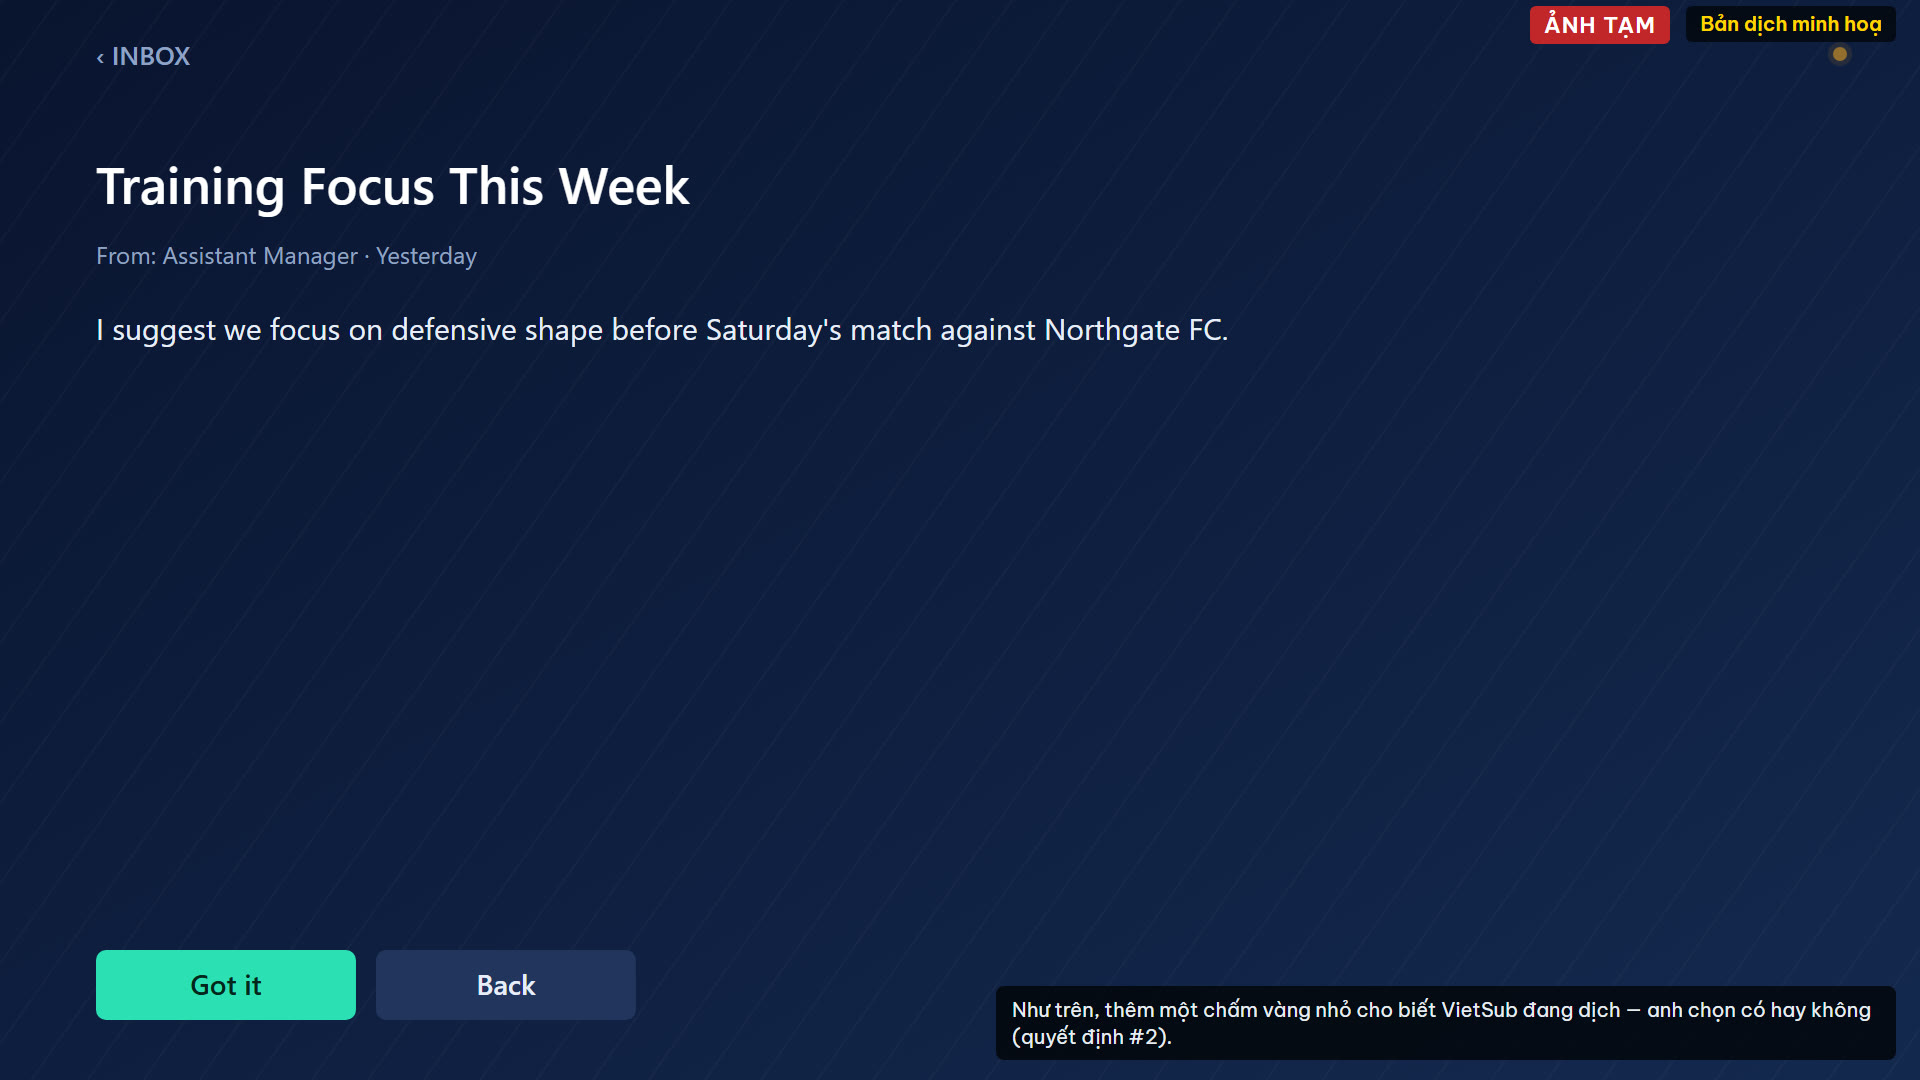 ‹ INBOX
ẢNH TẠM
Bản dịch minh hoạ
Training Focus This Week
From: Assistant Manager · Yesterday
I suggest we focus on defensive shape before Saturday's match against Northgate FC.
Got it
Back
Như trên, thêm một chấm vàng nhỏ cho biết VietSub đang dịch — anh chọn có hay không
(quyết định #2).